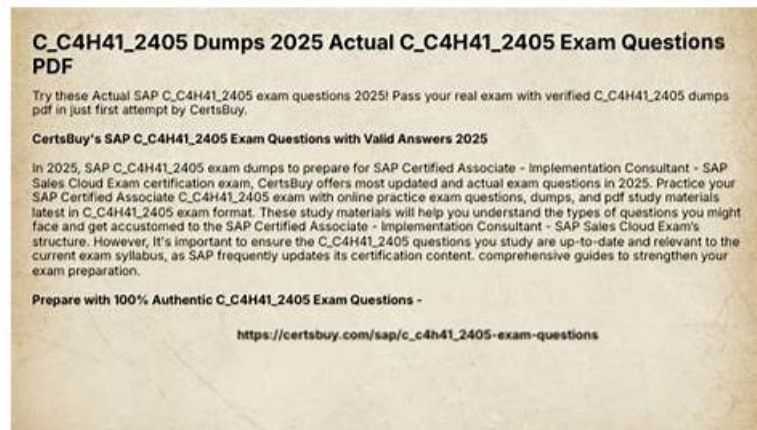 C_C4H41_2405 Dumps 2025 Actual C_C4H41_2405 Exam Questions
PDF
Try these Actual SAP C_C4H41_2405 exam questions 2025! Pass your real exam with verified C_C4H41_2405 dumps
pdf in just first attempt by CertsBuy.
CertsBuy's SAP C_C4H41_2405 Exam Questions with Valid Answers 2025
In 2025, SAP C_C4H41_2405 exam dumps to prepare for SAP Certified Associate - Implementation Consultant - SAP
Sales Cloud Exam certification exam, CertsBuy offers most updated and actual exam questions in 2025. Practice your
SAP Certified Associate C_C4H41_2405 exam with online practice exam questions, dumps, and pdf study materials
latest in C_C4H41_2405 exam format. These study materials will help you understand the types of questions you might
face and get accustomed to the SAP Certified Associate - Implementation Consultant - SAP Sales Cloud Exam's
structure. However, It's important to ensure the C_C4H41_2405 questions you study are up-to-date and relevant to the
current exam syllabus, as SAP frequently updates its certification content. comprehensive guides to strengthen your
exam preparation.
Prepare with 100% Authentic C_C4H41_2405 Exam Questions -
https://certsbuy.com/sap/c_c4h41_2405-exam-questions